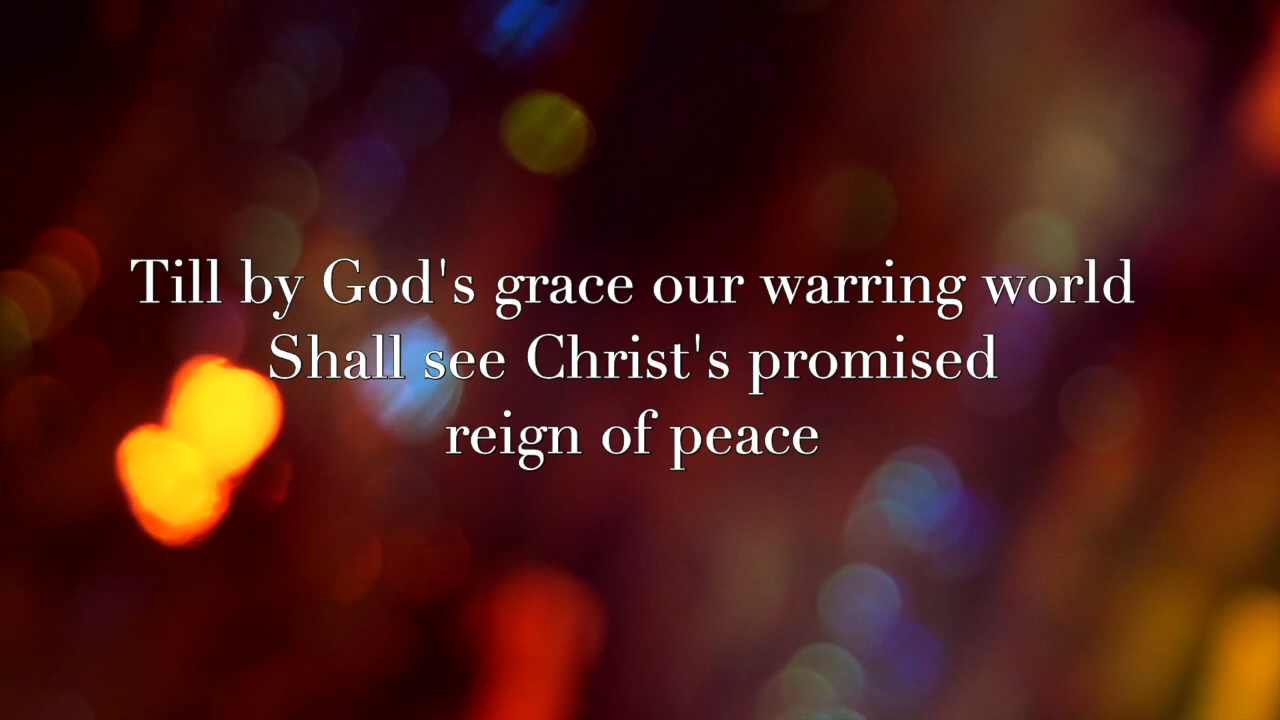 Till by God's grace our warring world
Shall see Christ's promised
reign of peace